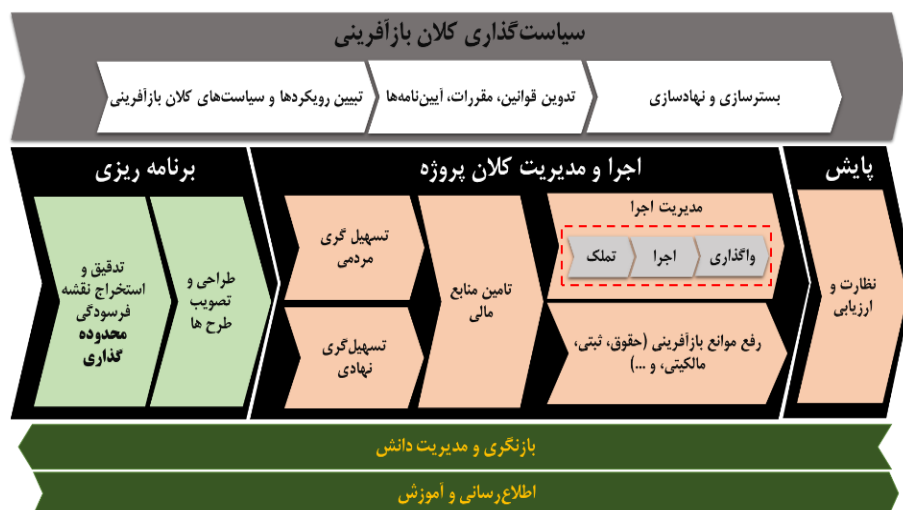 سیاست‌گذاری کلان بازآفرینی
تبیین رویکردها و سیاست‌های کلان بازآفرینی
تدوین قوانین، مقررات، آیین‌نامه‌ها
بسترسازی و نهادسازی
برنامه ریزی
تدقیق و
استخراج نقشه
فرسودگی
محدوده
گذاری
طراحی و
تصویب
طرح ها
اجرا و مدیریت کلان پروژه
تسهیل گری
مردمی
تسهیل‌گری
نهادی
تامین منابع
مالی
مدیریت اجرا
تملک
اجرا
واگذاری
رفع موانع بازآفرینی (حقوق، ثبتی،
مالکیتی، و ...)
پایش
نظارت و
ارزیابی
بازنگری و مدیریت دانش
اطلاع‌رسانی و آموزش